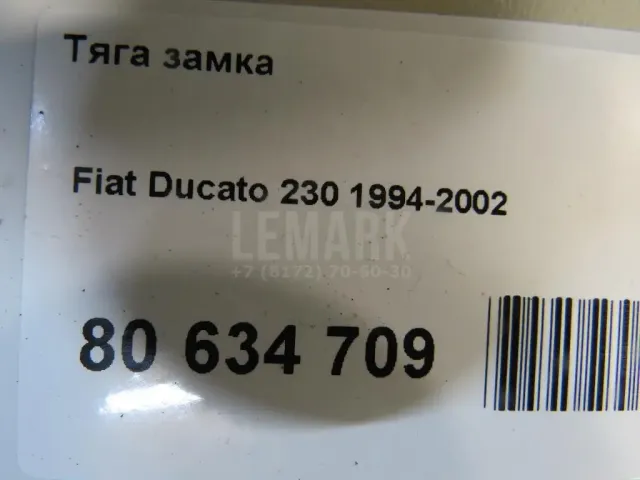 Тяга замка
Fiat Ducato 230 1994-2002
LEMARK
+7 (8172) 70-50-30
80 634 709